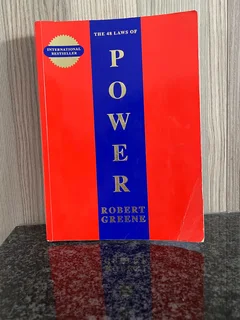 THE 48 LAWS OF
INTERNATIONAL
BESTSELLER
P
O
W
E
R
ROBERT
GREENE